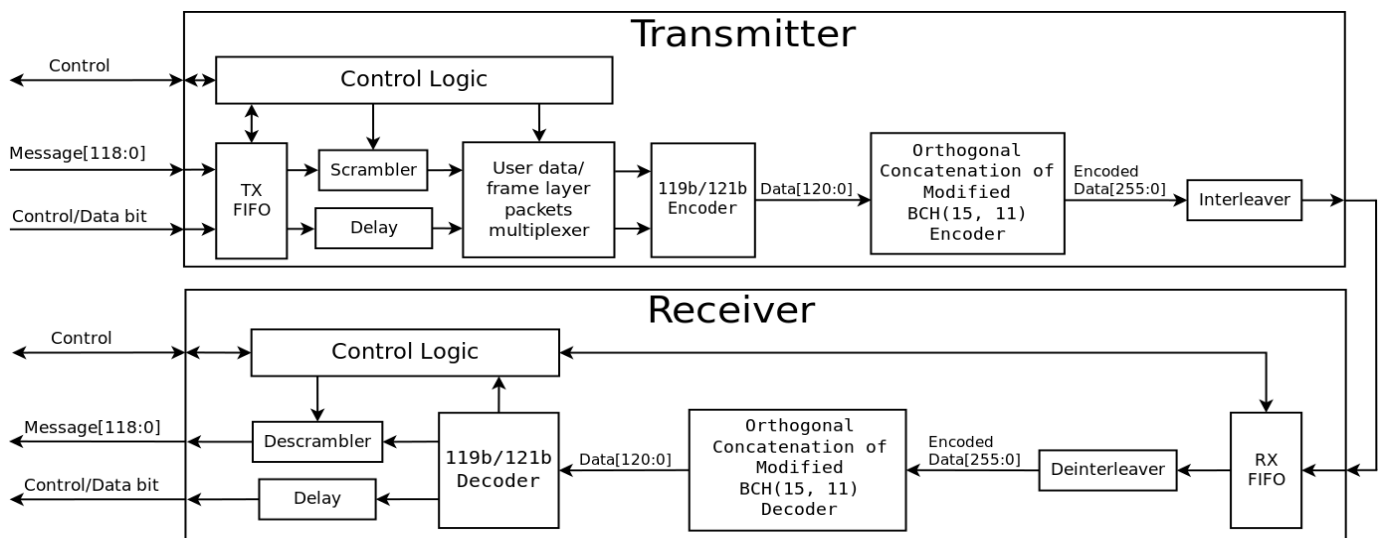 Transmitter
Control
Control Logic
Message[118:0]
Control/Data bit
TX
FIFO
Scrambler
Delay
User data/
frame layer
packets
multiplexer
119b/121b
Encoder
Data[120:0]
Orthogonal
Concatenation of
Modified
BCH(15, 11)
Encoder
Encoded
Data[255:0]
Interleaver
Receiver
Control
Control Logic
Message[118:0]
Control/Data bit
Descrambler
Delay
119b/121b
Decoder
Data[120:0]
Orthogonal
Concatenation of
Modified
BCH(15, 11)
Decoder
Encoded
Data[255:0]
Deinterleaver
RX
FIFO